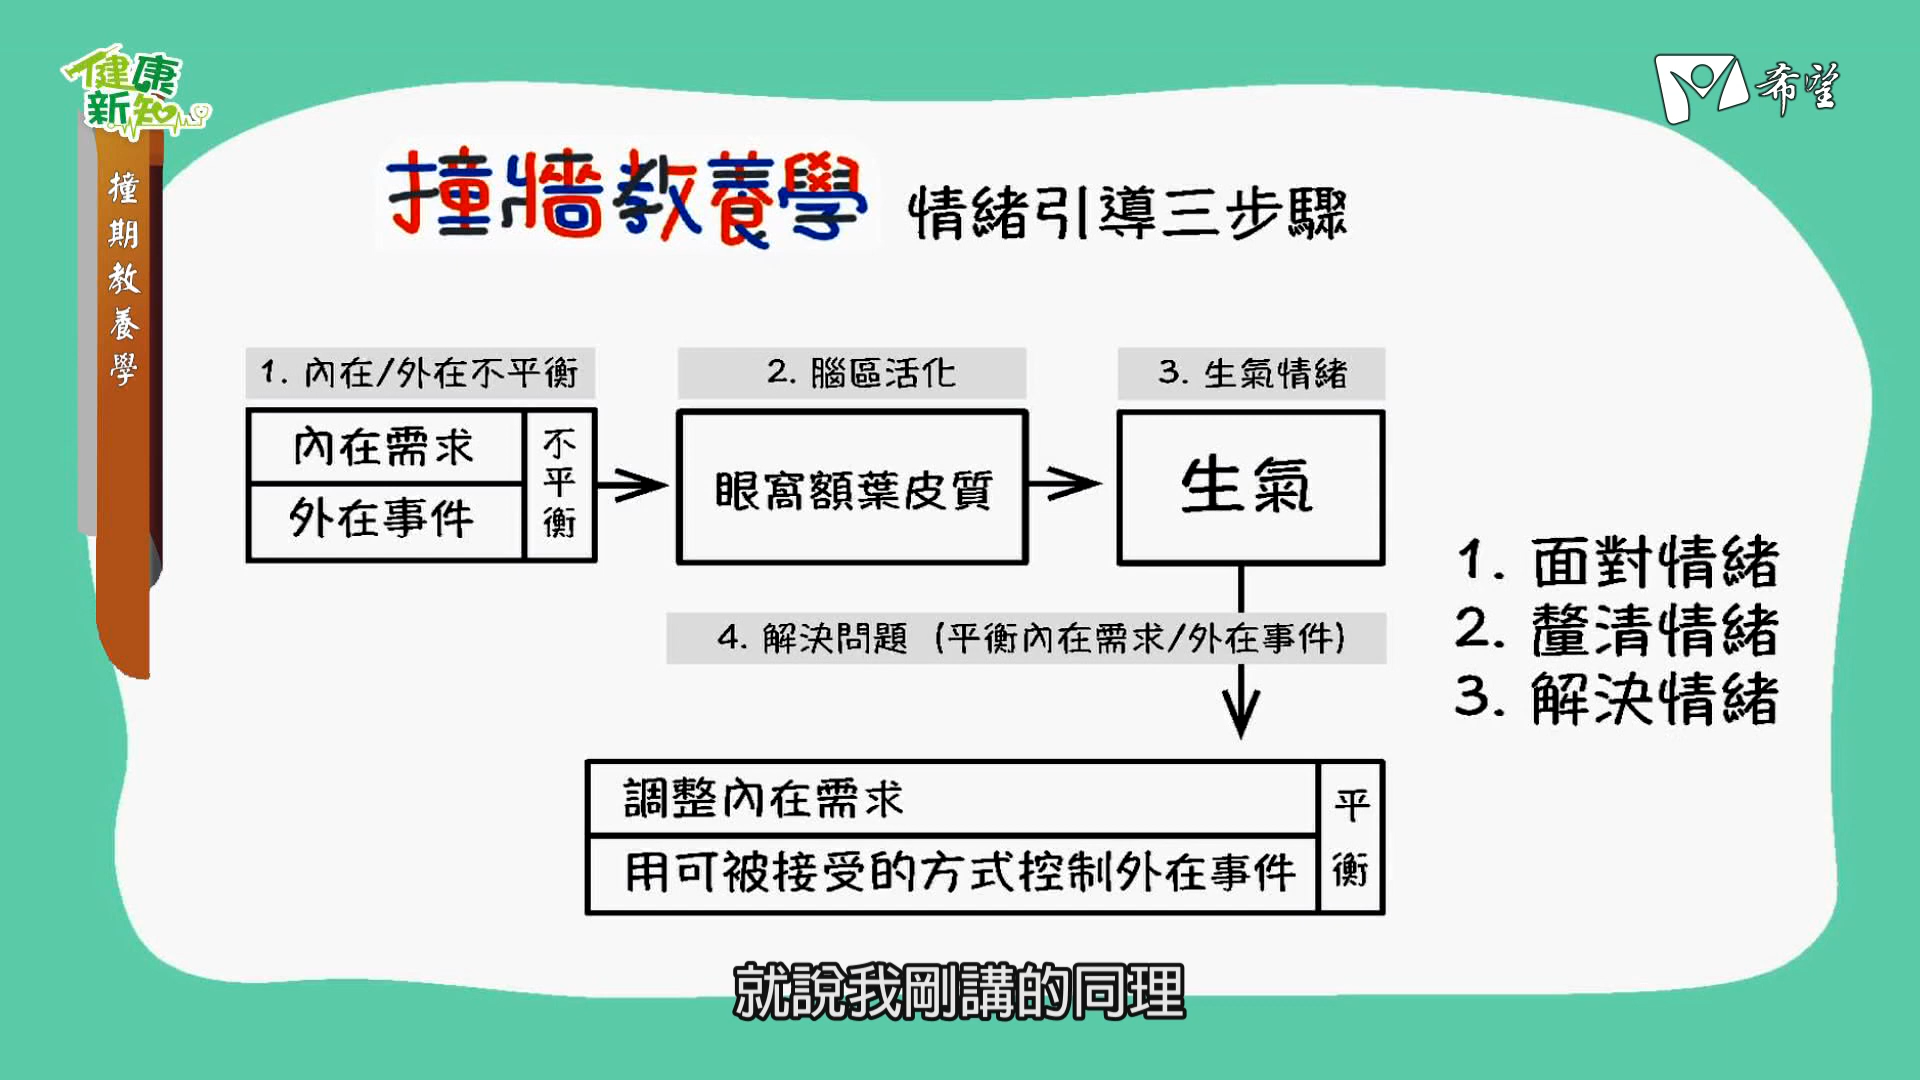 健康
新知
希望
撞期教養學
撞牆教養學 情緒引導三步驟
1. 內在/外在不平衡
2. 腦區活化
3. 生氣情緒
內在需求
外在事件
不平衡
眼窩額葉皮質
生氣
4. 解決問題 (平衡內在需求/外在事件)
1. 面對情緒
2. 釐清情緒
3. 解決情緒
調整內在需求
用可被接受的方式控制外在事件
平衡
就說我剛講的同理